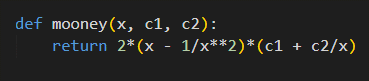 def mooney(x, c1, c2):
    return 2*(x - 1/x**2)*(c1 + c2/x)